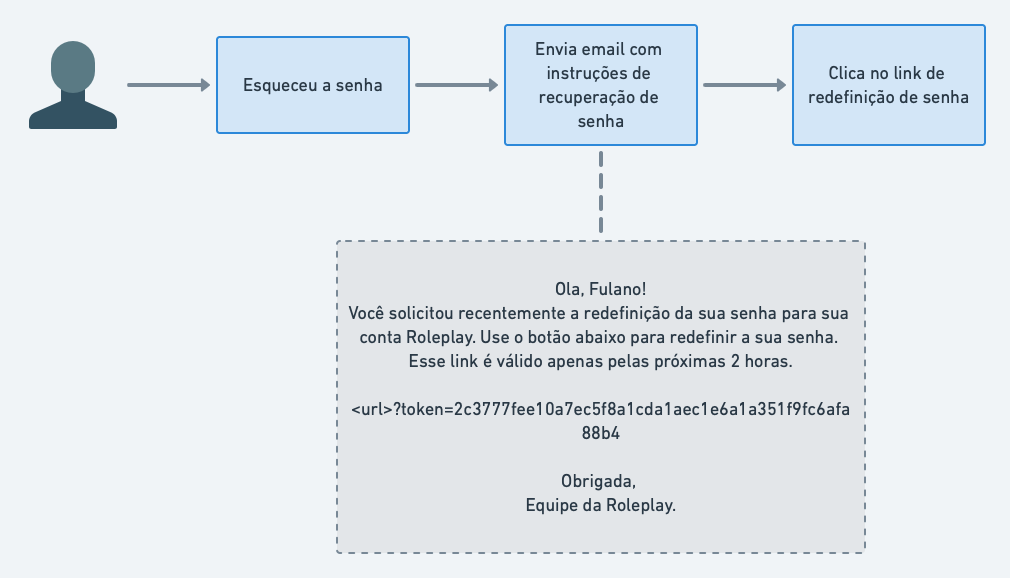 Esqueceu a senha
Envia email com
instruções de
recuperação de
senha
Clica no link de
redefinição de senha
Ola, Fulano!
Você solicitou recentemente a redefinição da sua senha para sua
conta Roleplay. Use o botão abaixo para redefinir a sua senha.
Esse link é válido apenas pelas próximas 2 horas.
<url>?token=2c3777fee10a7ec5f8a1cda1aec1e6a1a351f9fc6afa
88b4
Obrigada,
Equipe da Roleplay.